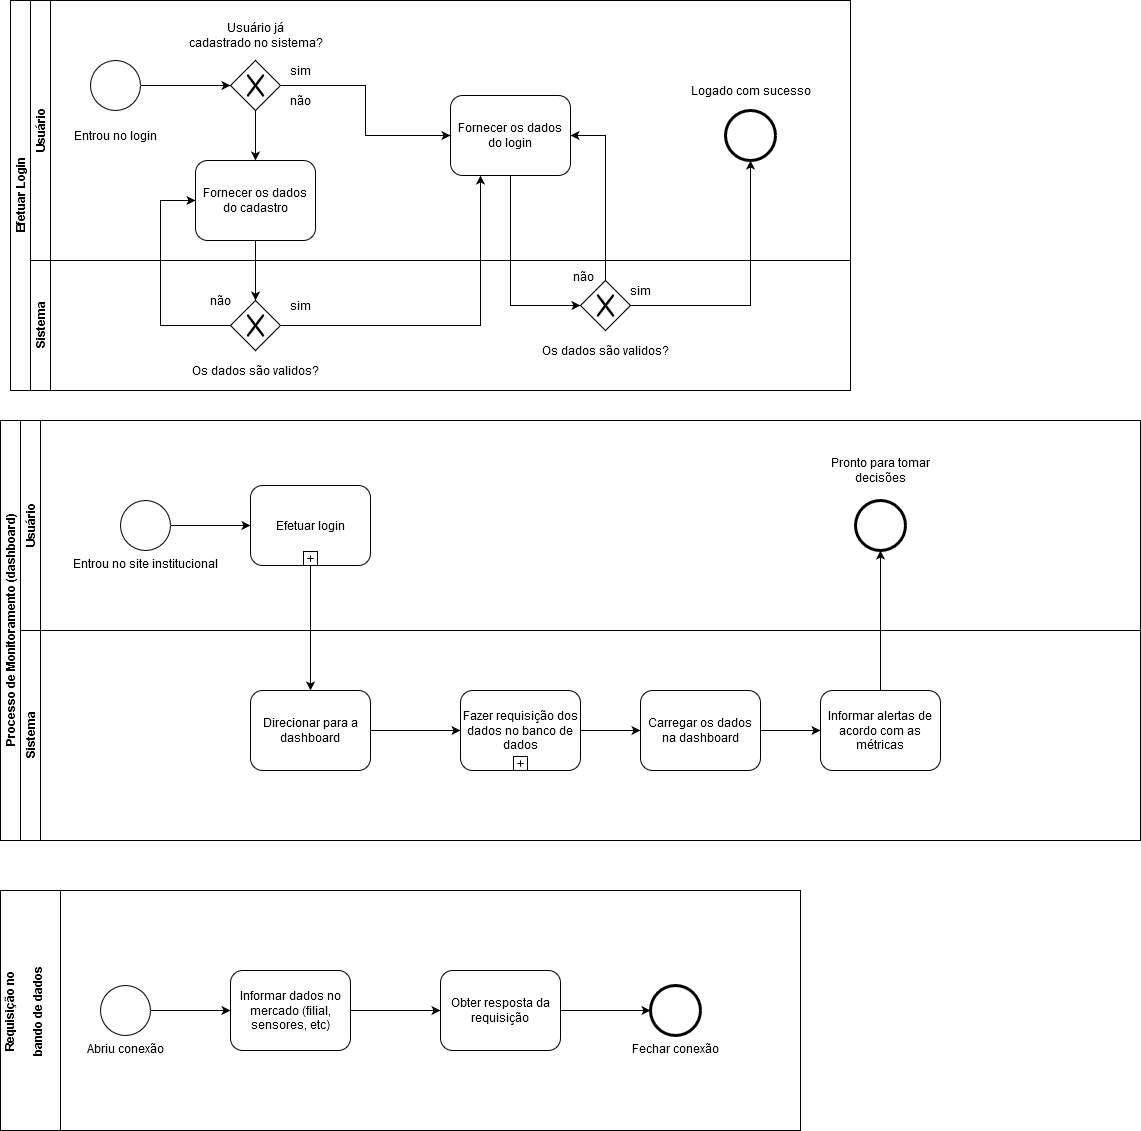 Efetuar Login
Usuário
Usuário já
cadastrado no sistema?
sim
não
Entrou no login
Fornecer os dados
do cadastro
Fornecer os dados
do login
Logado com sucesso
Sistema
não
sim
Os dados são validos?
não
sim
Os dados são validos?
Processo de Monitoramento (dashboard)
Usuário
Entrou no site institucional
Efetuar login
Pronto para tomar
decisões
Sistema
Direcionar para a
dashboard
Fazer requisição dos
dados no banco de
dados
Carregar os dados
na dashboard
Informar alertas de
acordo com as
métricas
Requisição no
bando de dados
Abriu conexão
Informar dados no
mercado (filial,
sensores, etc)
Obter resposta da
requisição
Fechar conexão